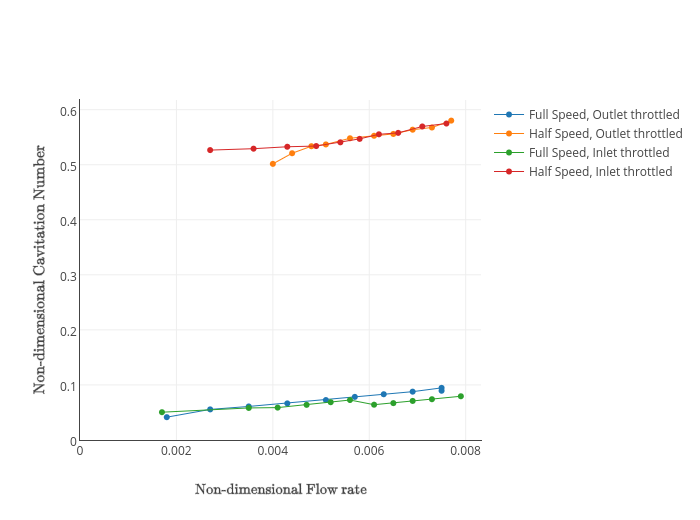 Non-dimensional Cavitation Number
0.6
0.5
0.4
0.3
0.2
0.1
0
0
0.002
0.004
0.006
0.008
Non-dimensional Flow rate
Full Speed, Outlet throttled
Half Speed, Outlet throttled
Full Speed, Inlet throttled
Half Speed, Inlet throttled